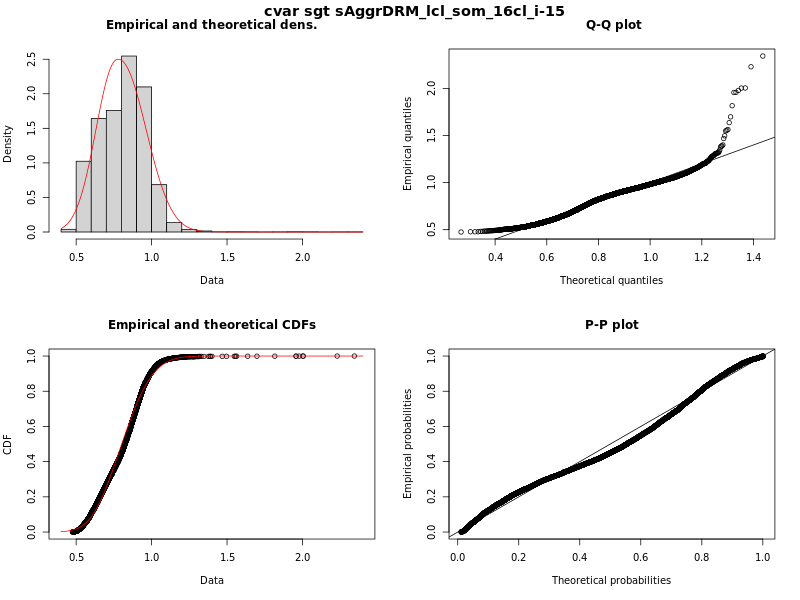 cvar sgt sAggrDRM_lcl_som_16cl_i-15
Empirical and theoretical dens.
Density
0.0 0.5 1.0 1.5 2.0 2.5
0.5 1.0 1.5 2.0
Data
Q-Q plot
Empirical quantiles
0.5 1.0 1.5 2.0
0.4 0.6 0.8 1.0 1.2 1.4
Theoretical quantiles
Empirical and theoretical CDFs
CDF
0.0 0.2 0.4 0.6 0.8 1.0
0.5 1.0 1.5 2.0
Data
P-P plot
Empirical probabilities
0.0 0.2 0.4 0.6 0.8 1.0
0.0 0.2 0.4 0.6 0.8 1.0
Theoretical probabilities